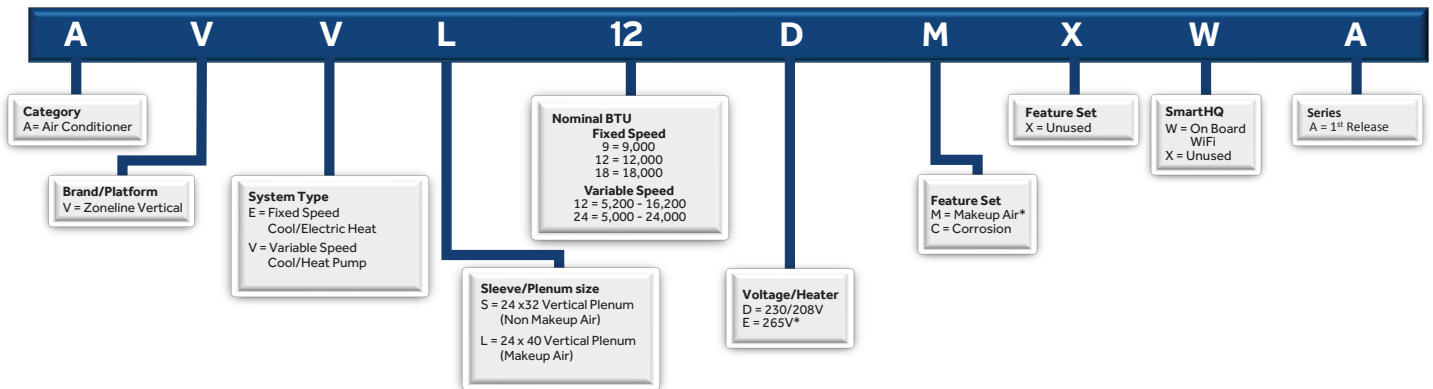 A V V L 12 D M X W A
Category
A= Air Conditioner
Brand/Platform
V = Zoneline Vertical
System Type
E = Fixed Speed
Cool/Electric Heat
V = Variable Speed
Cool/Heat Pump
Sleeve/Plenum size
S = 24 x32 Vertical Plenum
(Non Makeup Air)
L = 24 x 40 Vertical Plenum
(Makeup Air)
Nominal BTU
Fixed Speed
9 = 9,000
12 = 12,000
18 = 18,000
Variable Speed
12 = 5,200 - 16,200
24 = 5,000 - 24,000
Voltage/Heater
D = 230/208V
E = 265V*
Feature Set
M = Makeup Air*
C = Corrosion
Feature Set
X = Unused
SmartHQ
W = On Board
WiFi
X = Unused
Series
A = 1st Release